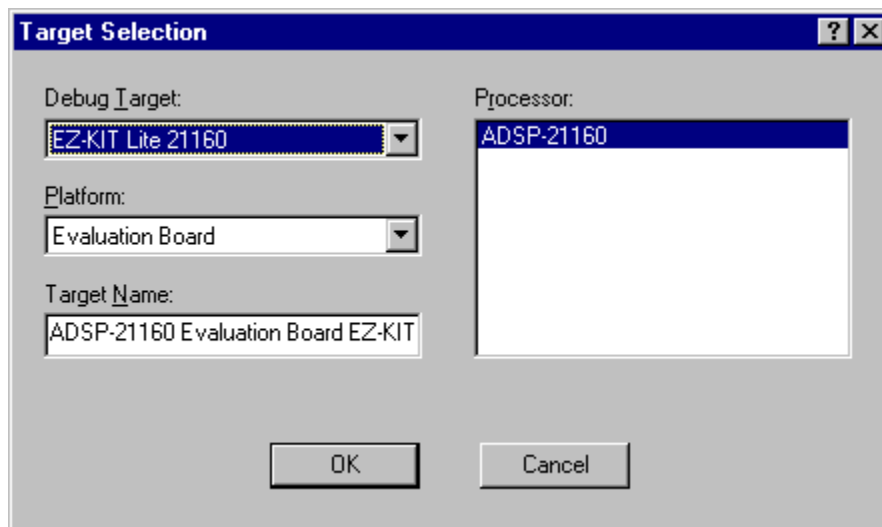 Target Selection
Debug Target:
EZ-KIT Lite 21160
Platform:
Evaluation Board
Target Name:
ADSP-21160 Evaluation Board EZ-KIT
Processor:
ADSP-21160
OK
Cancel